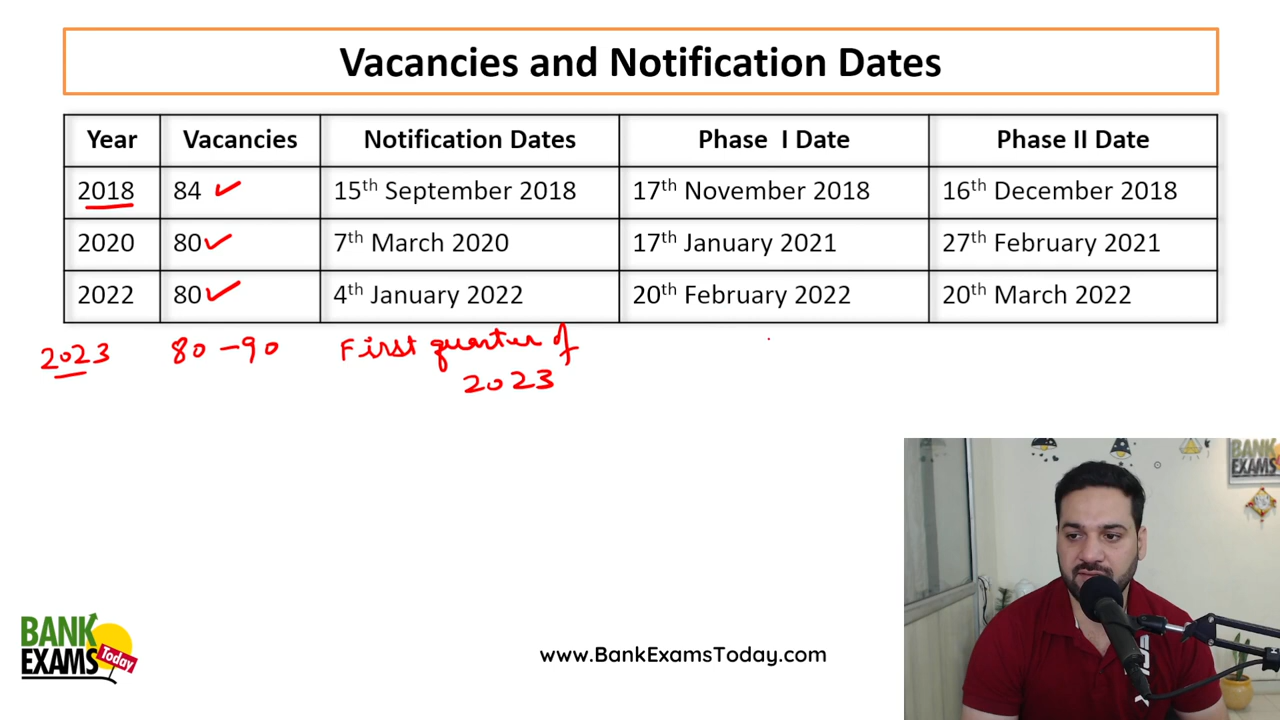 Vacancies and Notification Dates
Year Vacancies Notification Dates Phase I Date Phase II Date
2018 84 15th September 2018 17th November 2018 16th December 2018
2020 80 7th March 2020 17th January 2021 27th February 2021
2022 80 4th January 2022 20th February 2022 20th March 2022
2023 80-90 First quarter of
2023
BANK
EXAMS
BANK
EXAMS
Today
www.BankExamsToday.com